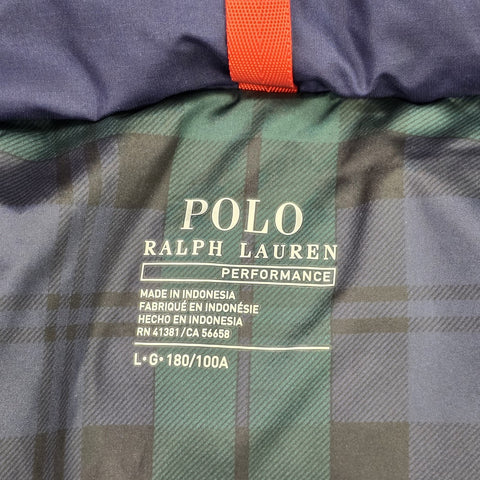 POLO
RALPH LAUREN
PERFORMANCE
MADE IN INDONESIA
FABRIQUÉ EN INDONÉSIE
HECHO EN INDONESIA
RN 41381/CA 56658
L•G•180/100A